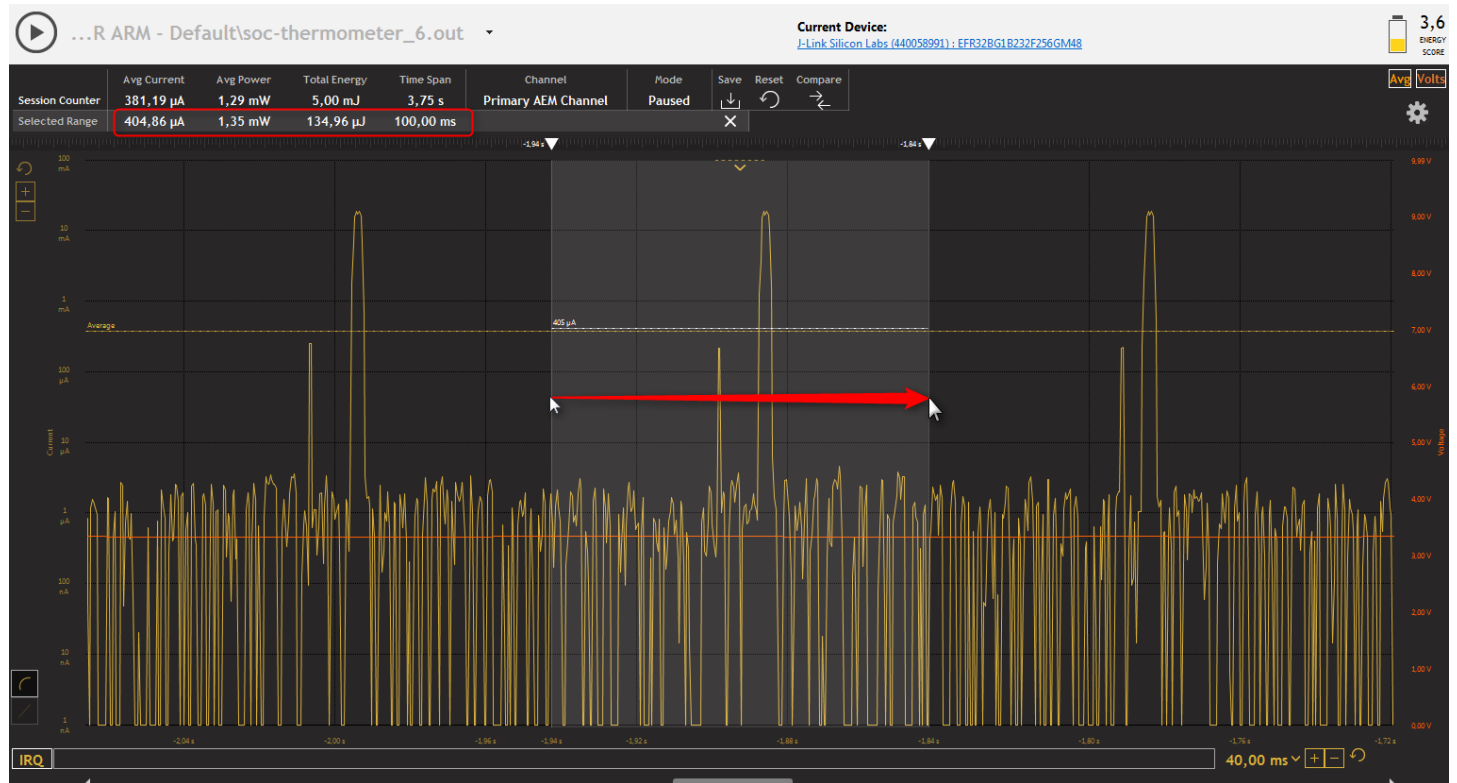 ...R ARM - Default\soc-thermometer_6.out
Current Device:
J-Link Silicon Labs (440058991) : EFR32BG1B232F256GM48
3,6
ENERGY
SCORE
Avg Current Avg Power Total Energy Time Span Channel Mode Save Reset Compare
Avg Volts
Session Counter 381,19 µA 1,29 mW 5,00 mJ 3,75 s Primary AEM Channel Paused
Selected Range 404,86 µA 1,35 mW 134,96 µJ 100,00 ms
-1,94 s -1,84 s
100
mA
9,99 V
10
mA
9,00 V
8,00 V
1
mA
Average
405 µA
7,00 V
100
µA
6,00 V
Current
10
µA
5,00 V
Voltage
1
µA
4,00 V
3,00 V
100
nA
2,00 V
10
nA
1,00 V
1
nA
0,00 V
-2,04 s -2,00 s -1,96 s -1,94 s -1,92 s -1,88 s -1,84 s -1,80 s -1,76 s -1,72 s
IRQ
40,00 ms